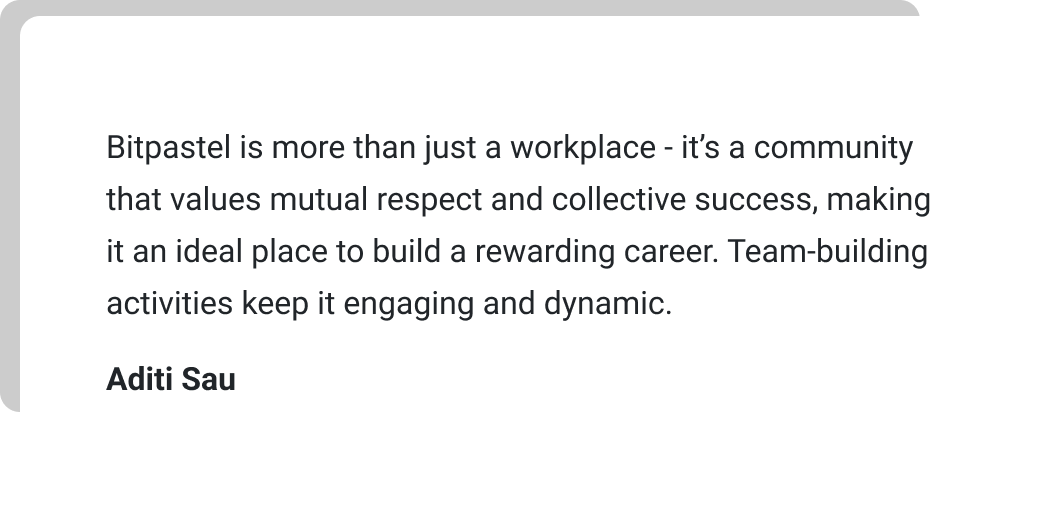 Bitpastel is more than just a workplace - it’s a community
that values mutual respect and collective success, making
it an ideal place to build a rewarding career. Team-building
activities keep it engaging and dynamic.
Aditi Sau